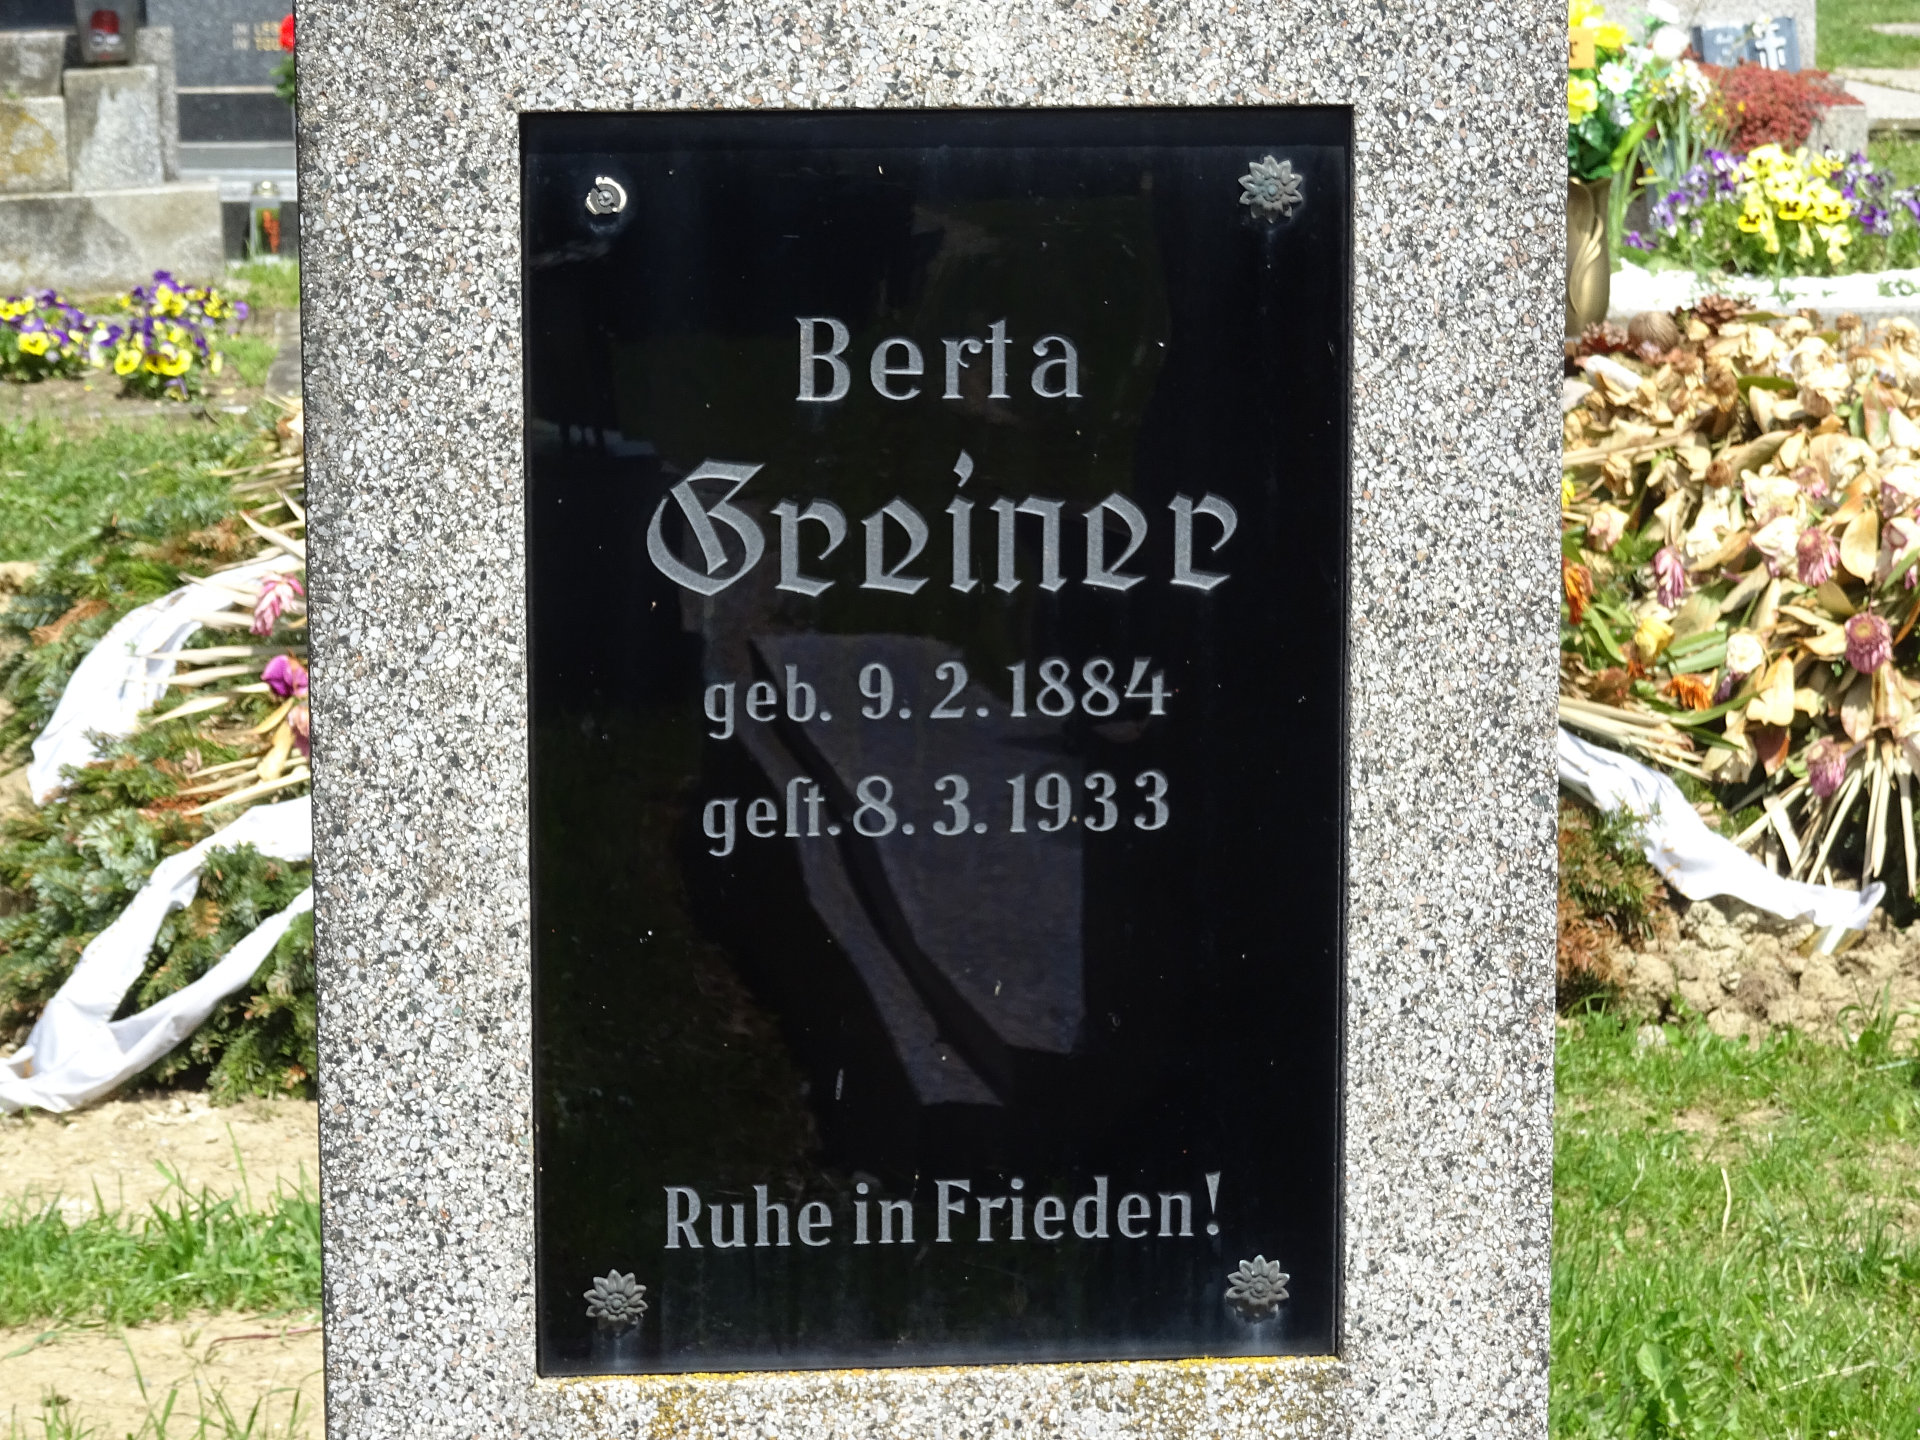 Berta
Greiner
geb. 9. 2. 1884
geſt. 8. 3. 1933
Ruhe in Frieden!